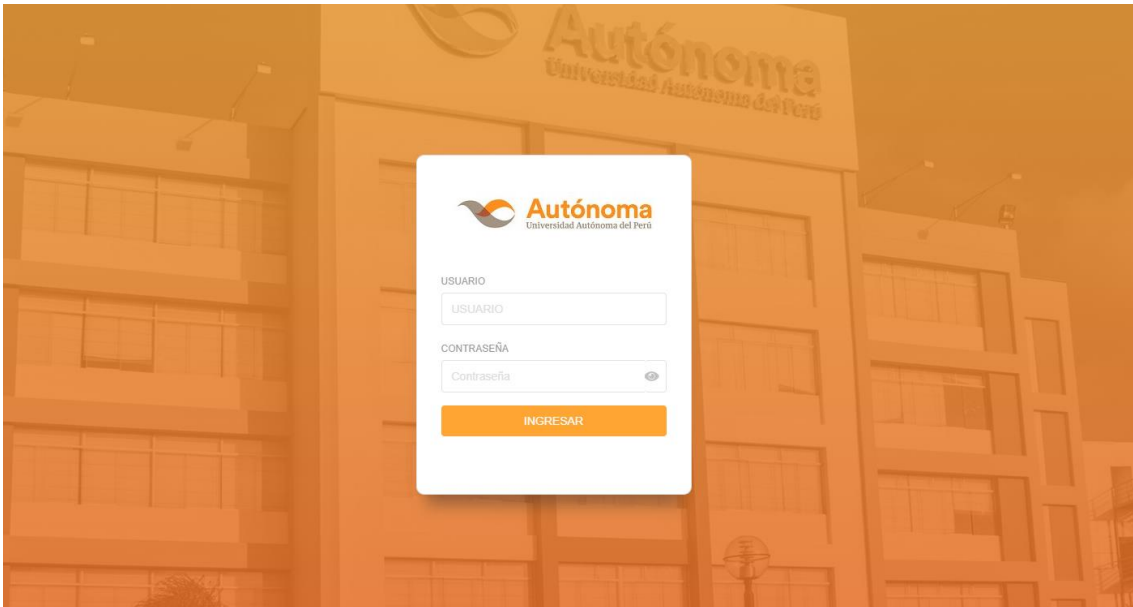 Autónoma
Universidad Autónoma del Perú
Autónoma
Universidad Autónoma del Perú
USUARIO
USUARIO
CONTRASEÑA
Contraseña
INGRESAR